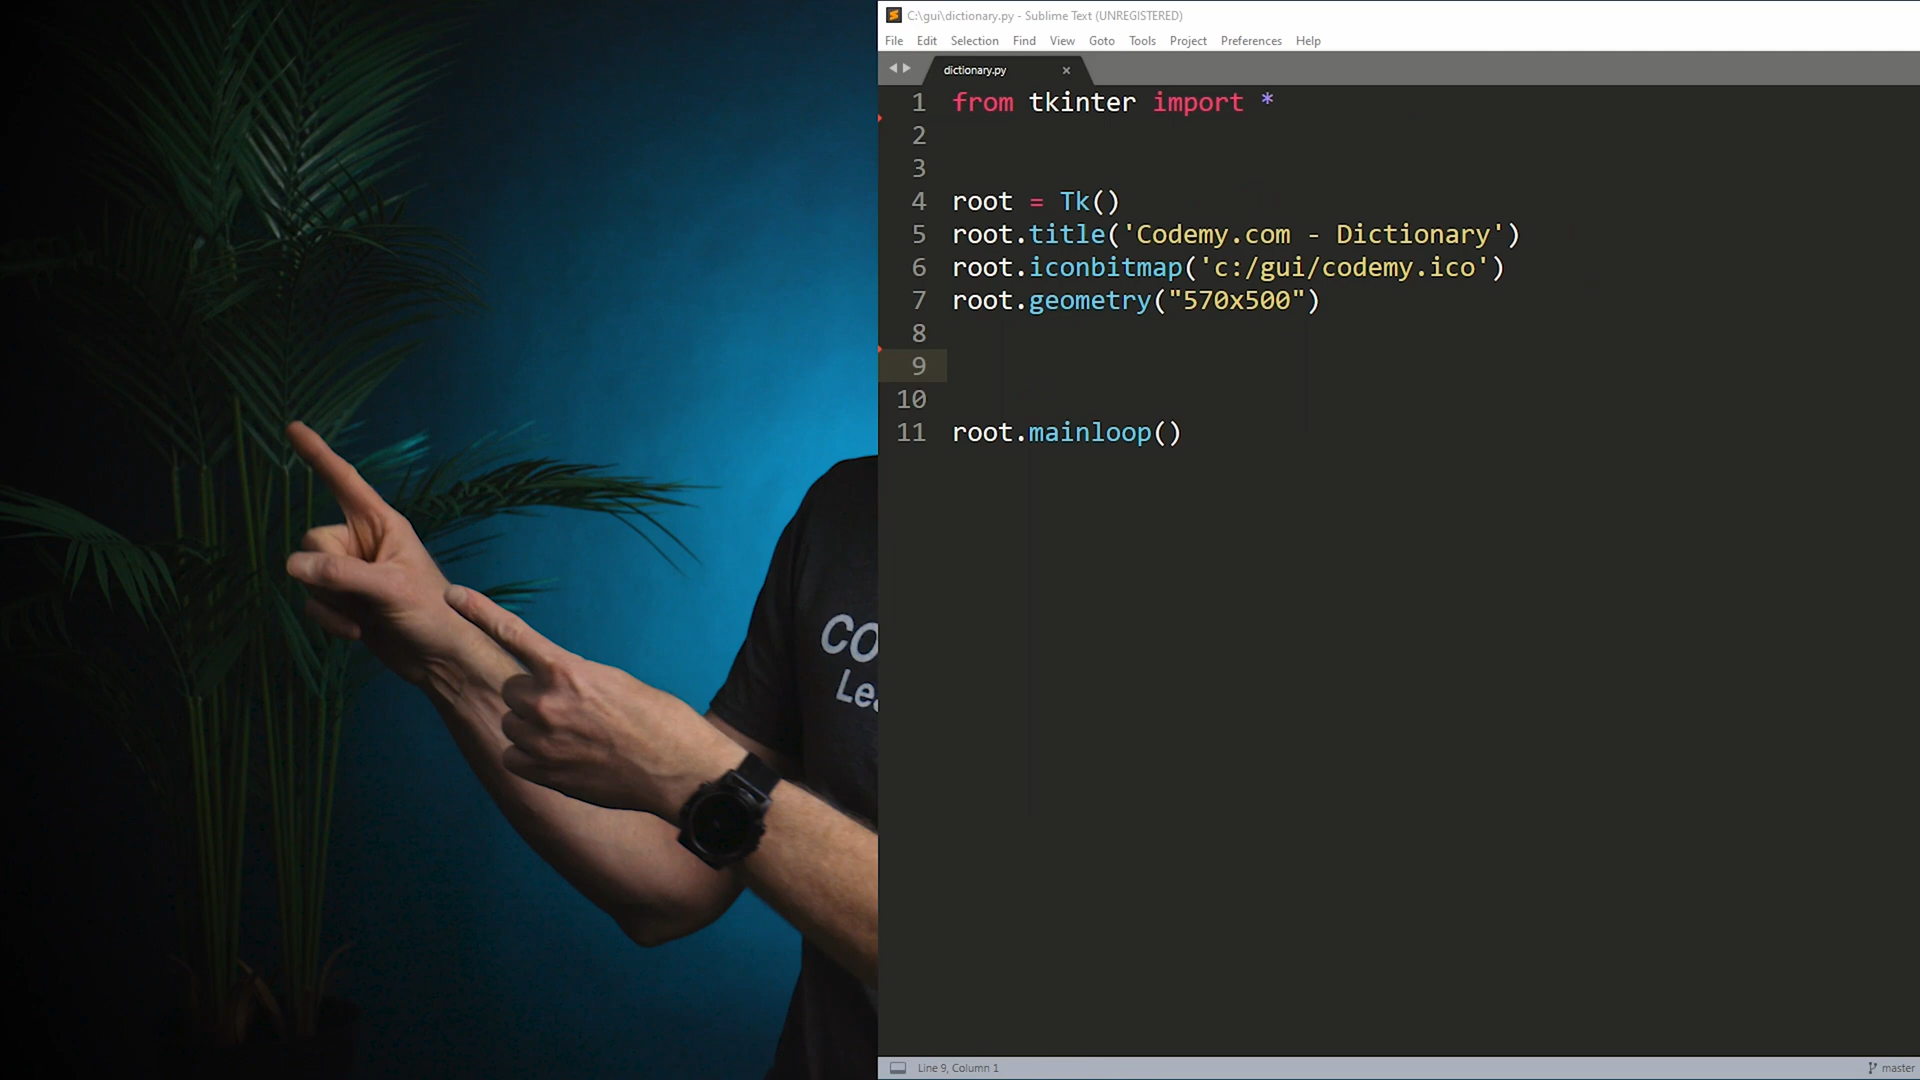 C:\gui\dictionary.py - Sublime Text (UNREGISTERED)
File Edit Selection Find View Goto Tools Project Preferences Help
dictionary.py
1 from tkinter import *
2
3
4 root = Tk()
5 root.title('Codemy.com - Dictionary')
6 root.iconbitmap('c:/gui/codemy.ico')
7 root.geometry("570x500")
8
9
10
11 root.mainloop()
CO
Le
Line 9, Column 1
master